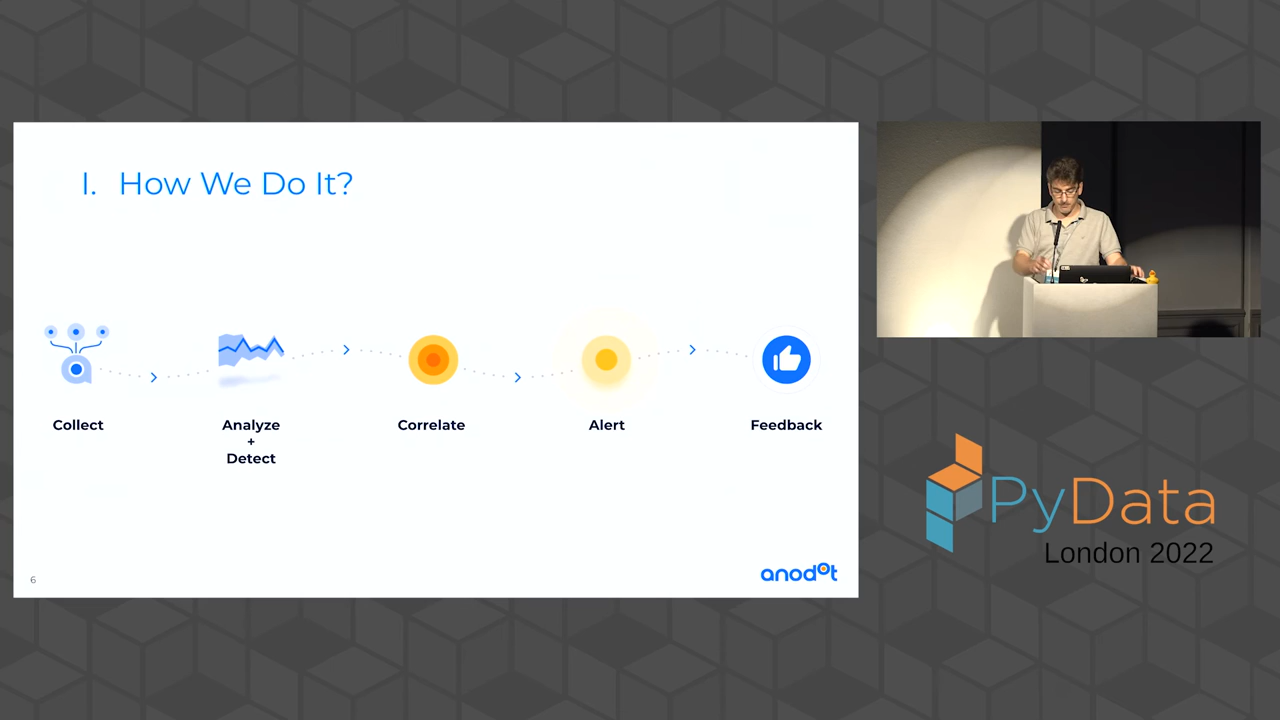 I. How We Do It?
Collect
Analyze
+
Detect
Correlate
Alert
Feedback
6
anodot
PyData
London 2022